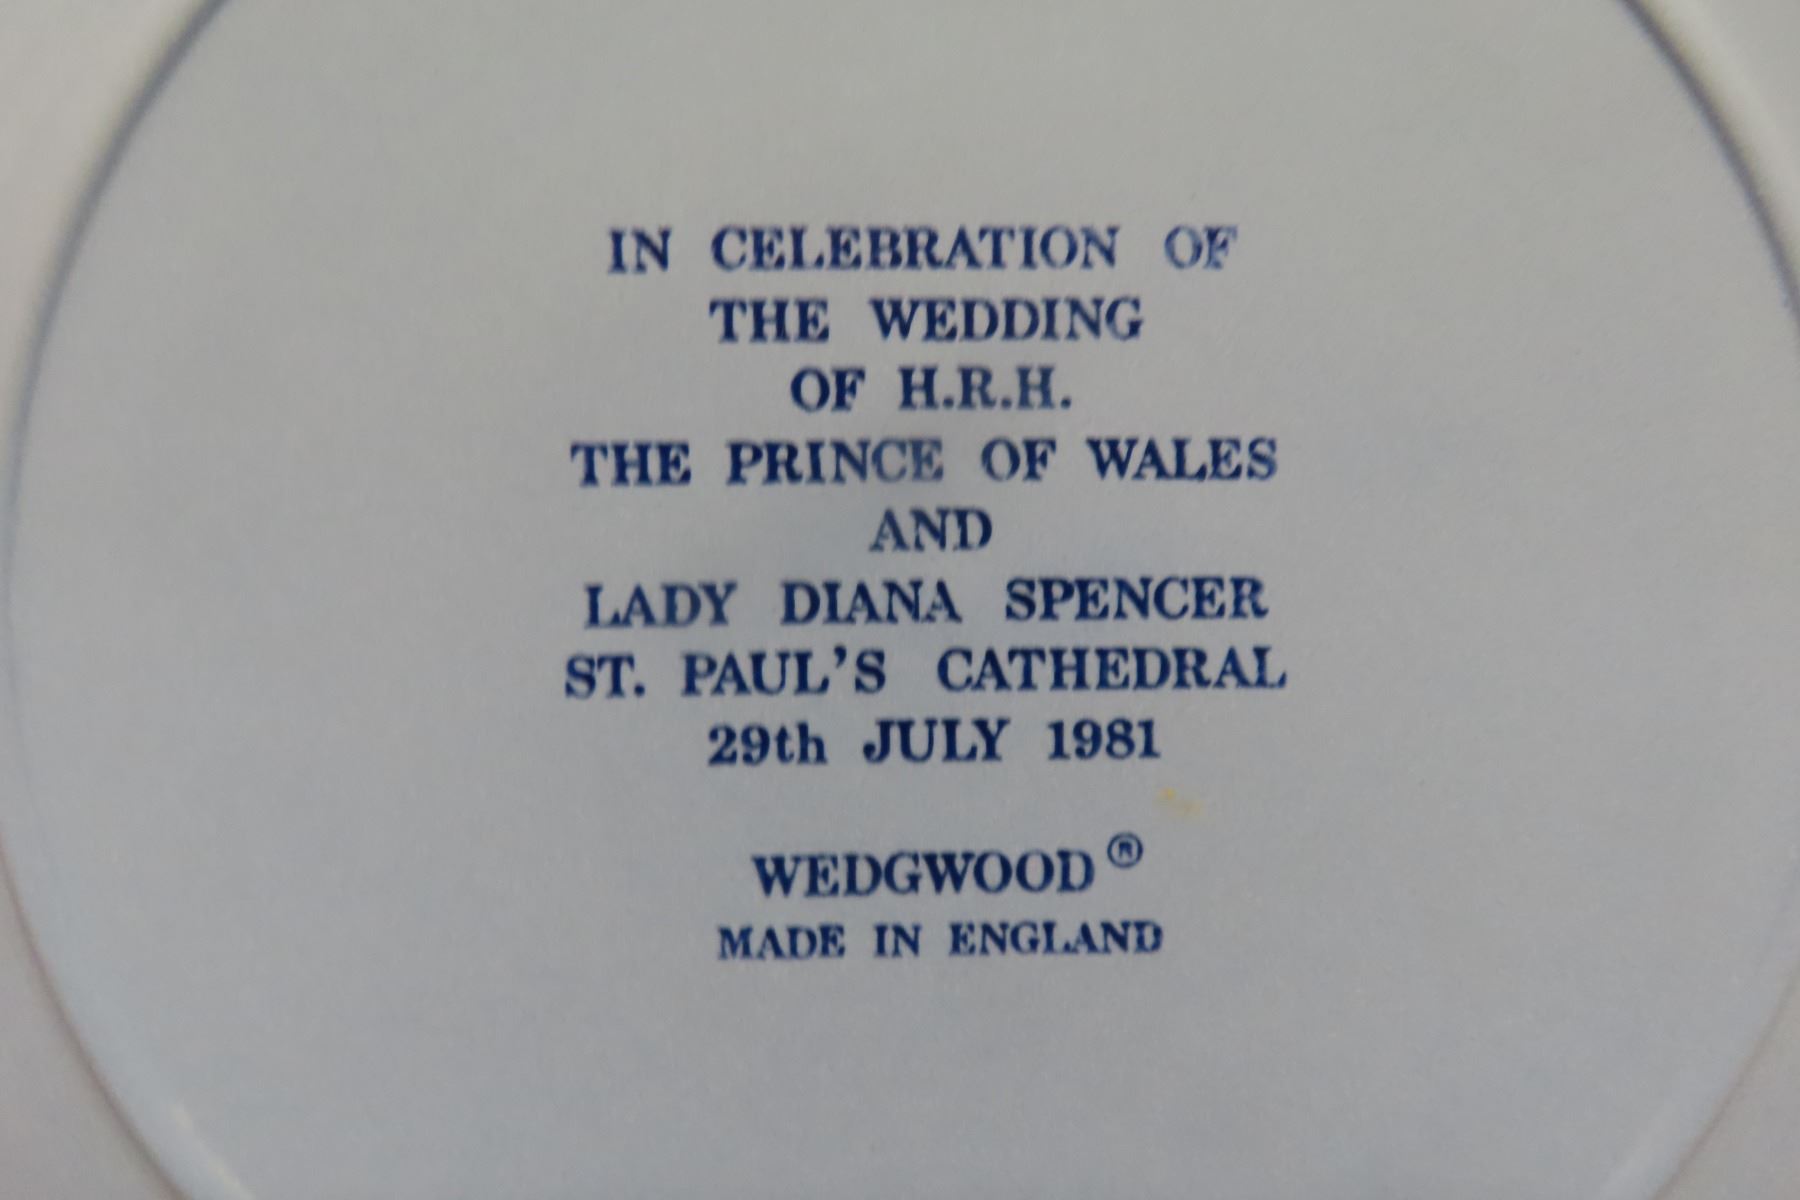 IN CELEBRATION OF
THE WEDDING
OF H.R.H.
THE PRINCE OF WALES
AND
LADY DIANA SPENCER
ST. PAUL'S CATHEDRAL
29th JULY 1981
WEDGWOOD ®
MADE IN ENGLAND